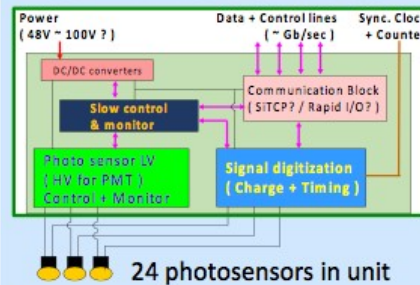 Power
( 48V ~ 100V ? )
Data + Control lines
( ~ Gb/sec )
Sync. Cloc
+ Counte
DC/DC converters
Communication Block
( SiTCP? / Rapid I/O? )
Slow control
& monitor
Photo sensor LV
( HV for PMT )
Control + Monitor
Signal digitization
( Charge + Timing )
24 photosensors in unit